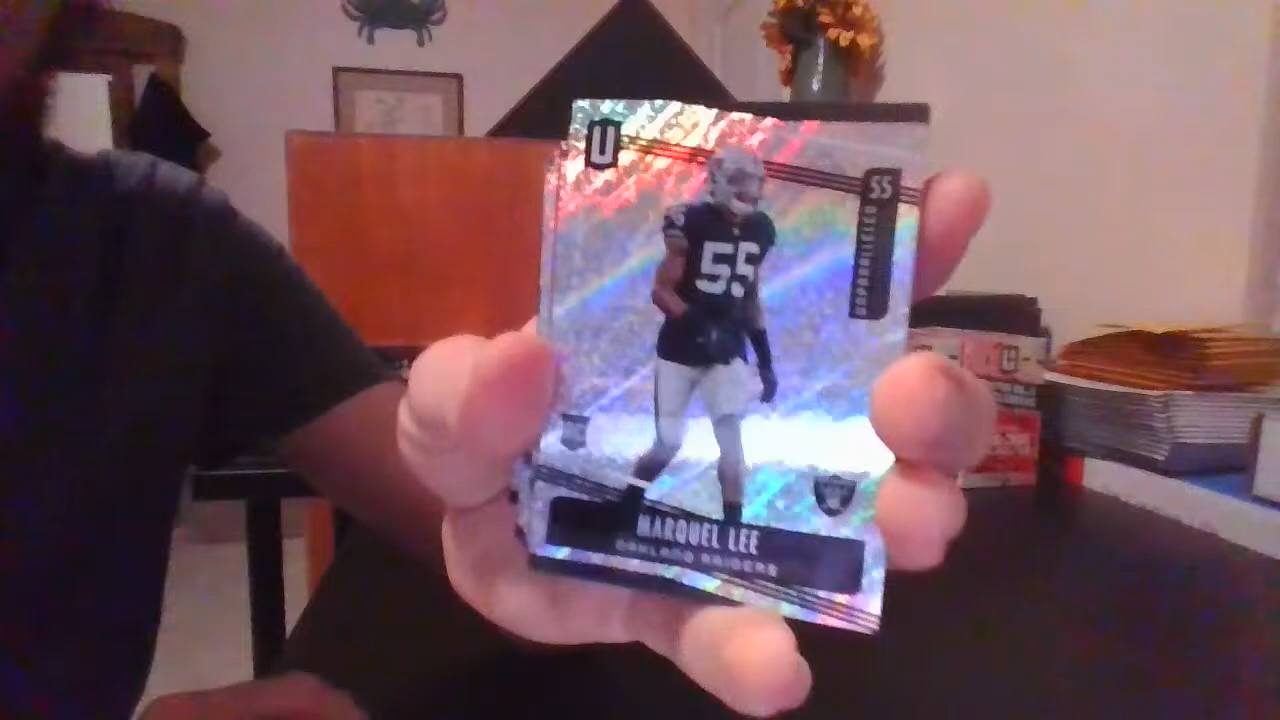 U
55
UNPARALLELED
55
MARQUEL LEE
OAKLAND RAIDERS